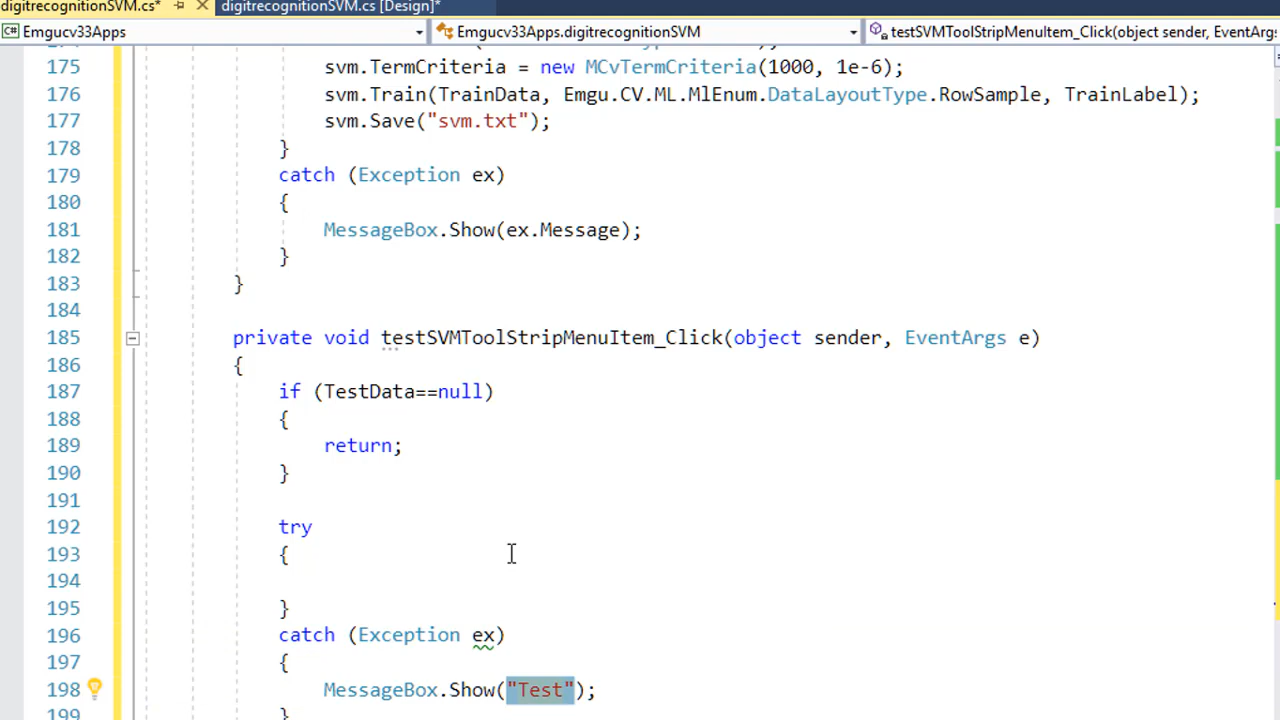 digitrecognitionSVM.cs* digitrecognitionSVM.cs [Design]*
C# Emgucv33Apps Emgucv33Apps.digitrecognitionSVM testSVMToolStripMenuItem_Click(object sender, EventArgs
175 svm.TermCriteria = new MCvTermCriteria(1000, 1e-6);
176 svm.Train(TrainData, Emgu.CV.ML.MlEnum.DataLayoutType.RowSample, TrainLabel);
177 svm.Save("svm.txt");
178 }
179 catch (Exception ex)
180 {
181 MessageBox.Show(ex.Message);
182 }
183 }
184
185 private void testSVMToolStripMenuItem_Click(object sender, EventArgs e)
186 {
187 if (TestData==null)
188 {
189 return;
190 }
191
192 try
193 {
194
195 }
196 catch (Exception ex)
197 {
198 MessageBox.Show("Test");
199 }